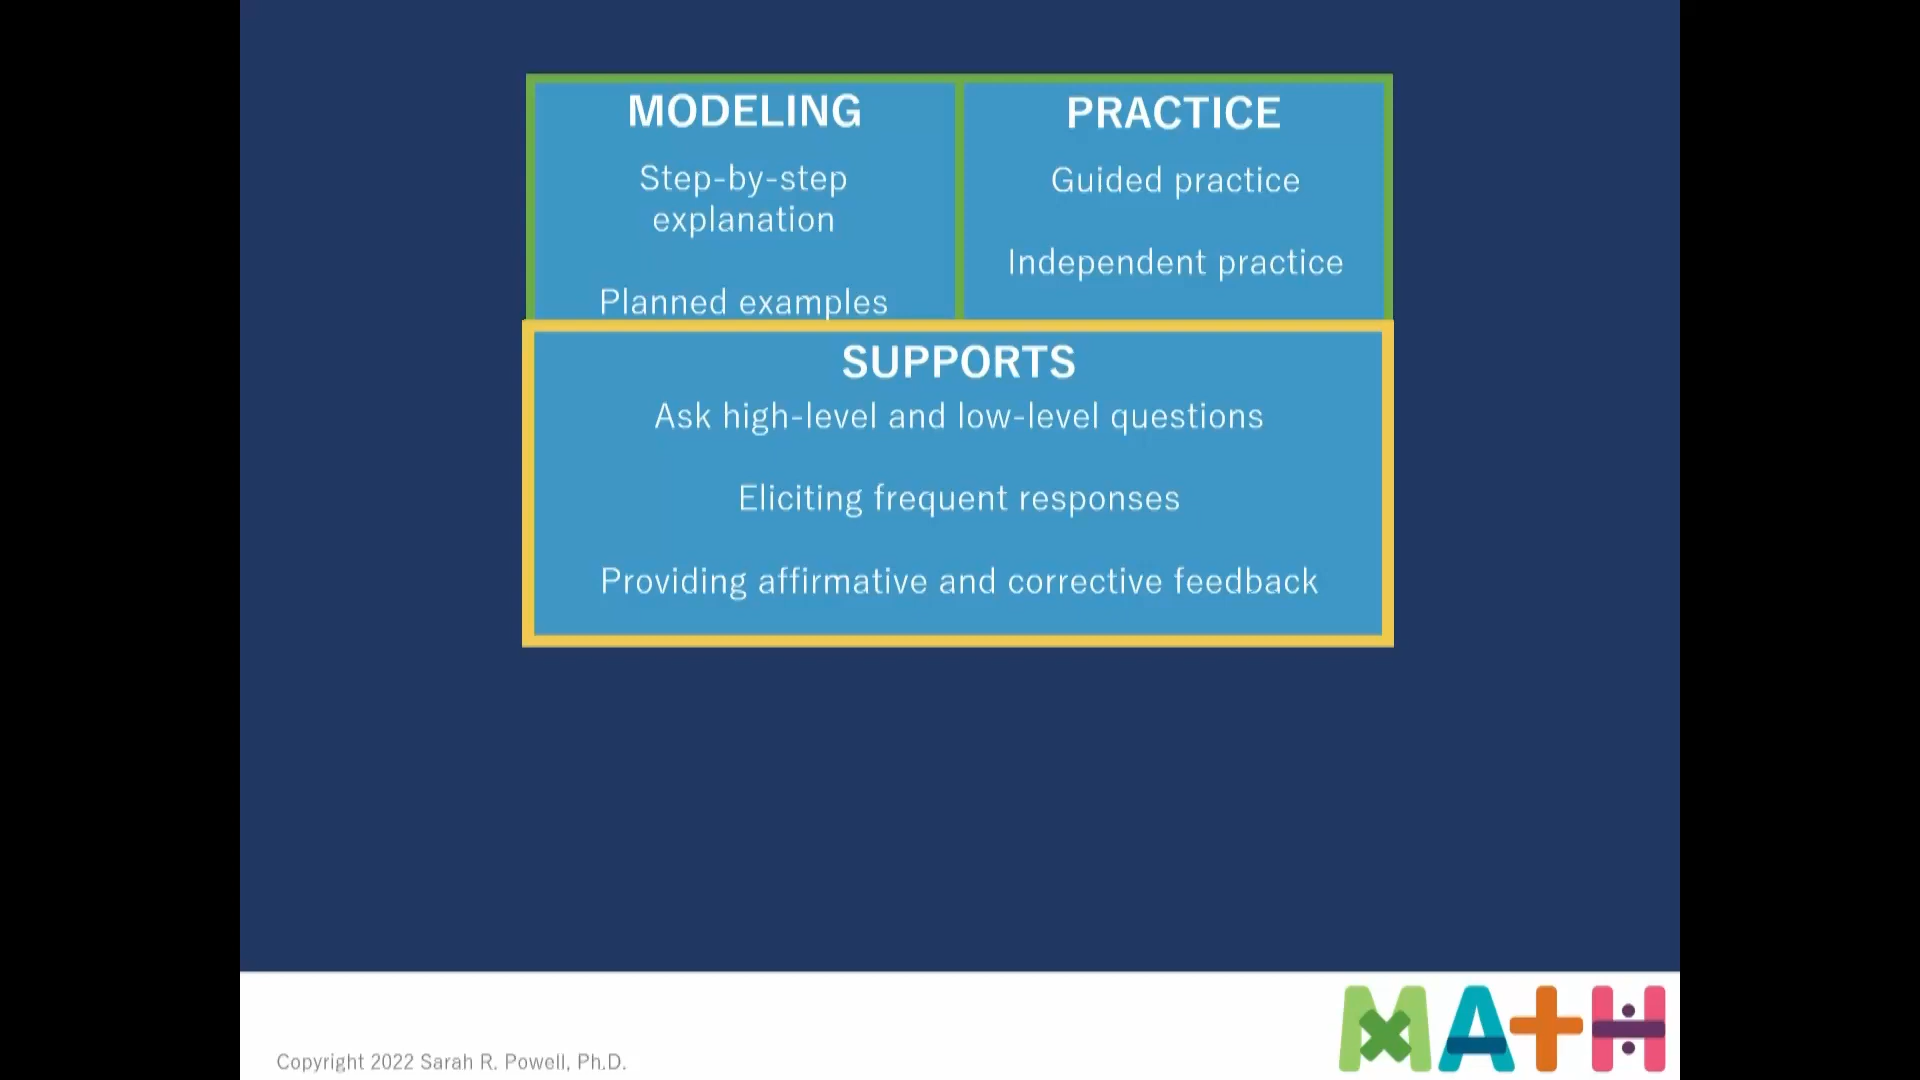 MODELING
Step-by-step
explanation
Planned examples
PRACTICE
Guided practice
Independent practice
SUPPORTS
Ask high-level and low-level questions
Eliciting frequent responses
Providing affirmative and corrective feedback
Copyright 2022 Sarah R. Powell, Ph.D.
MATH